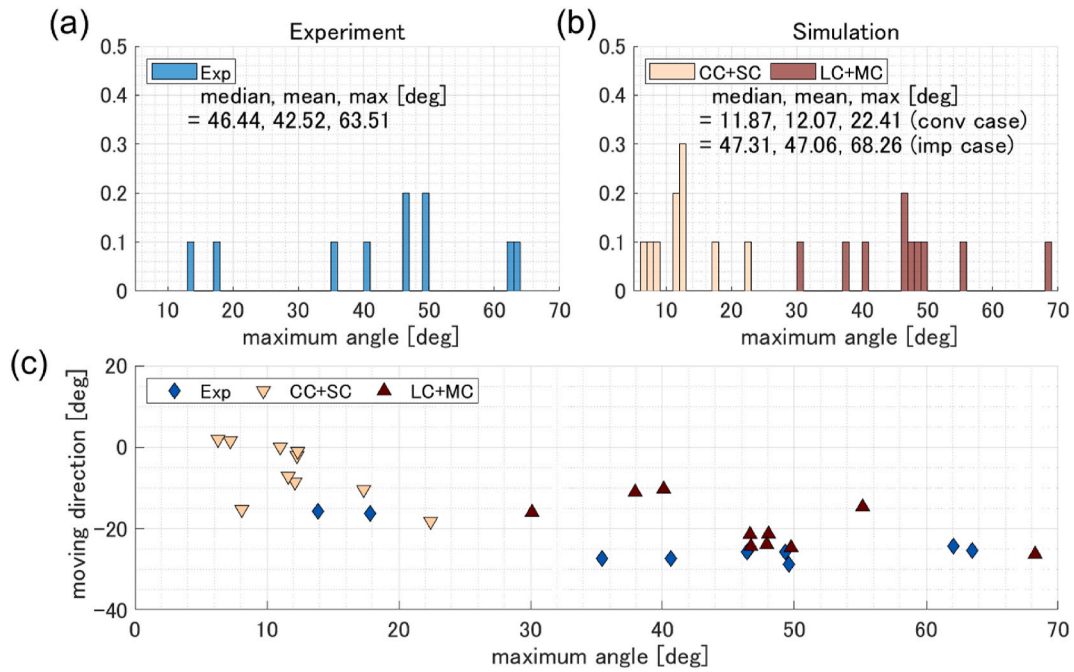 (a)
Experiment
0.5
0.4
0.3
0.2
0.1
0
Exp
median, mean, max [deg]
= 46.44, 42.52, 63.51
10 20 30 40 50 60 70
maximum angle [deg]
(b)
Simulation
0.5
0.4
0.3
0.2
0.1
0
CC+SC LC+MC
median, mean, max [deg]
= 11.87, 12.07, 22.41 (conv case)
= 47.31, 47.06, 68.26 (imp case)
10 20 30 40 50 60 70
maximum angle [deg]
(c)
moving direction [deg]
20
0
-20
-40
Exp CC+SC LC+MC
0 10 20 30 40 50 60 70
maximum angle [deg]